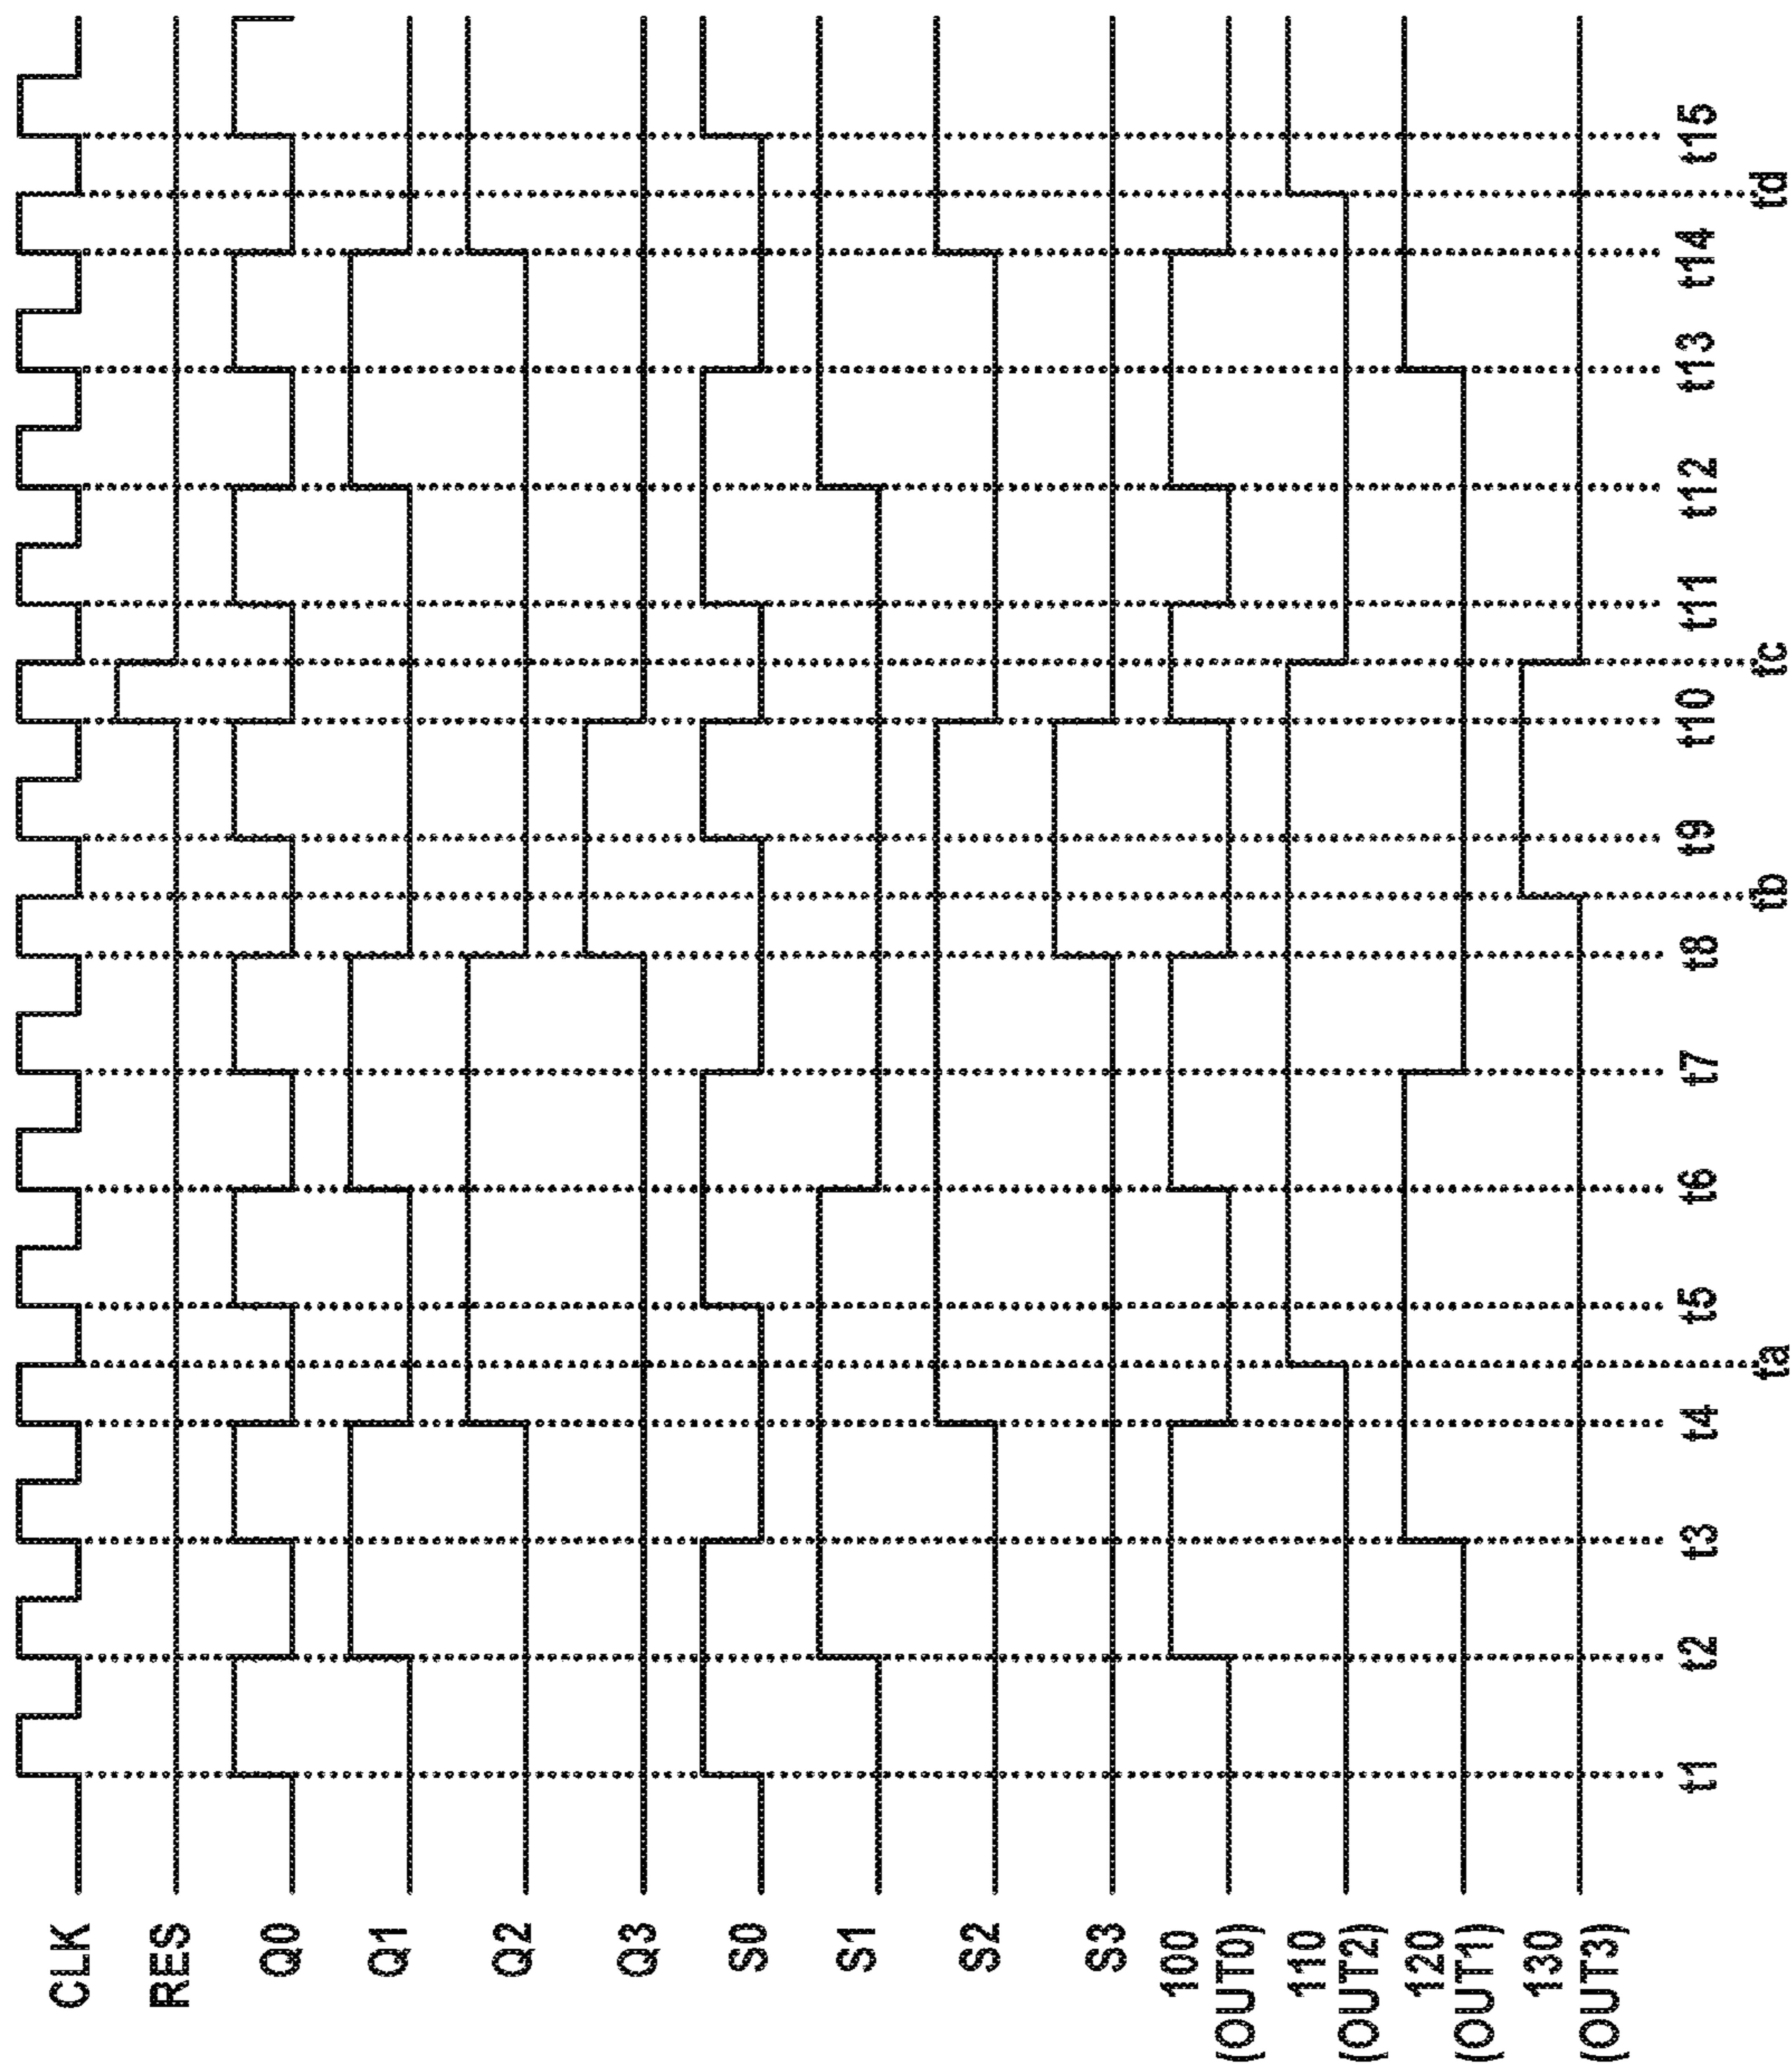 CLK
RES
Q0
Q1
Q2
Q3
S0
S1
S2
S3
100
(OUT0)
110
(OUT2)
120
(OUT1)
130
(OUT3)
t1
t2
t3
t4
t5
t6
t7
t8
t9
t10
t11
t12
t13
t14
t15
ta
tb
tc
td